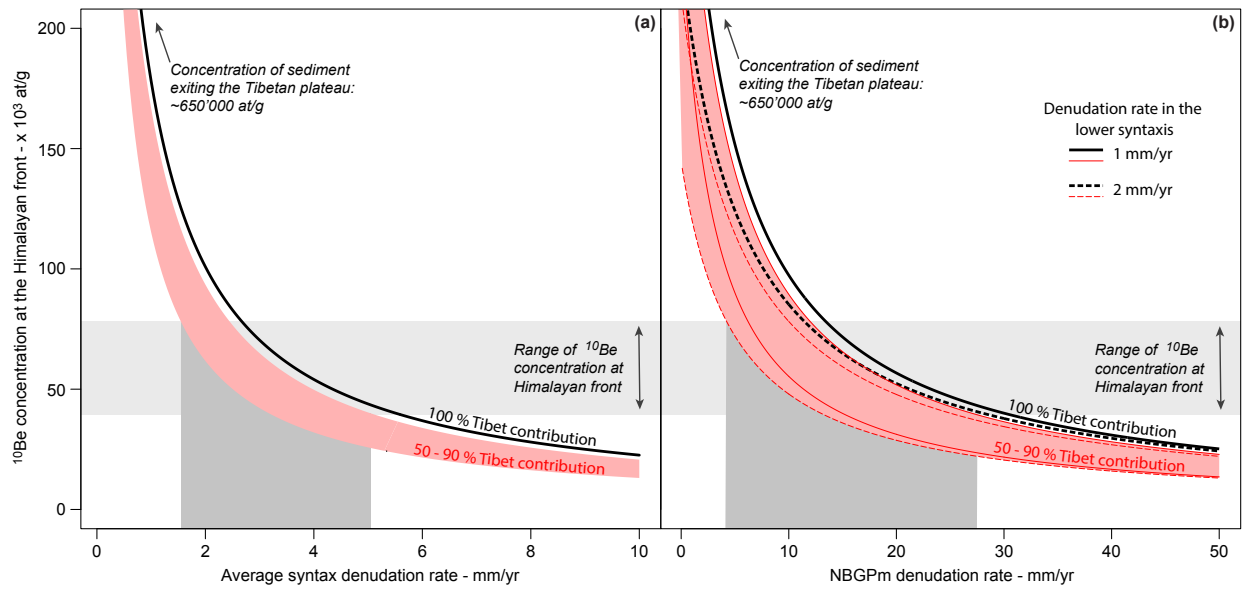 (a)
(b)
200
150
100
50
0
¹⁰Be concentration at the Himalayan front - x 10³ at/g
Concentration of sediment
exiting the Tibetan plateau:
~650'000 at/g
Range of ¹⁰Be
concentration at
Himalayan front
100 % Tibet contribution
50 - 90 % Tibet contribution
0 2 4 6 8 10
Average syntax denudation rate - mm/yr
Concentration of sediment
exiting the Tibetan plateau:
~650'000 at/g
Denudation rate in the
lower syntaxis
1 mm/yr
2 mm/yr
Range of ¹⁰Be
concentration at
Himalayan front
100 % Tibet contribution
50 - 90 % Tibet contribution
0 10 20 30 40 50
NBGPm denudation rate - mm/yr